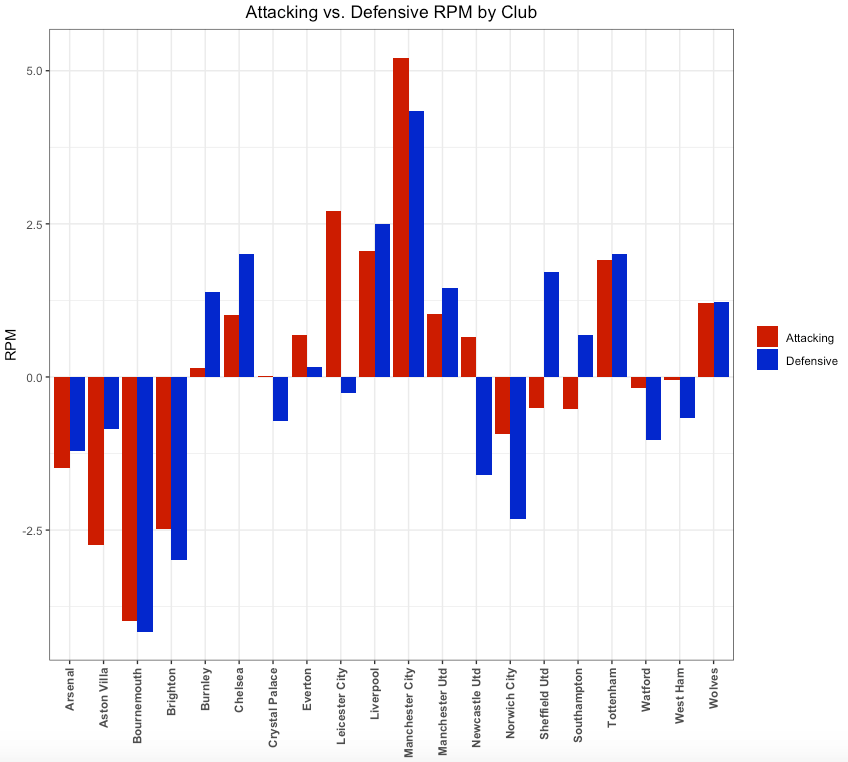 Attacking vs. Defensive RPM by Club
5.0
2.5
0.0
-2.5
RPM
Arsenal
Aston Villa
Bournemouth
Brighton
Burnley
Chelsea
Crystal Palace
Everton
Leicester City
Liverpool
Manchester City
Manchester Utd
Newcastle Utd
Norwich City
Sheffield Utd
Southampton
Tottenham
Watford
West Ham
Wolves
Attacking
Defensive